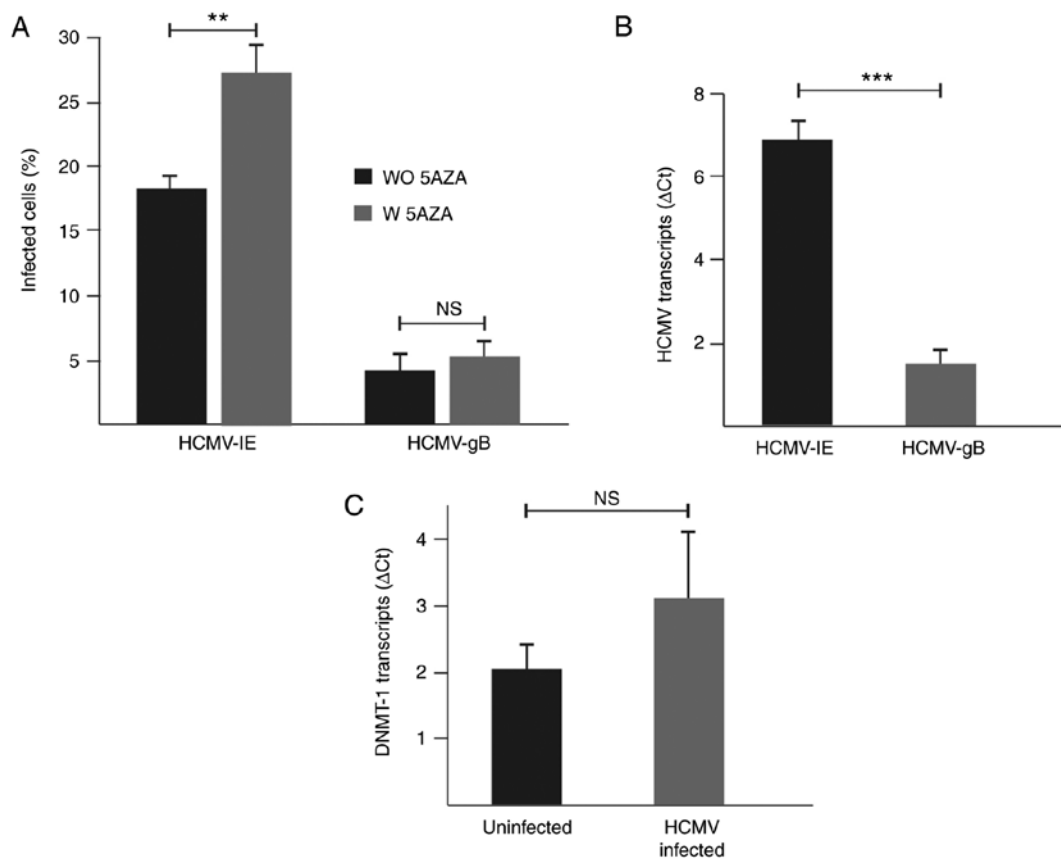 A
Infected cells (%)
30
25
20
15
10
5
**
NS
WO 5AZA
W 5AZA
HCMV-IE
HCMV-gB
B
HCMV transcripts (ΔCt)
8
6
4
2
***
HCMV-IE
HCMV-gB
C
DNMT-1 transcripts (ΔCt)
4
3
2
1
NS
Uninfected
HCMV
infected